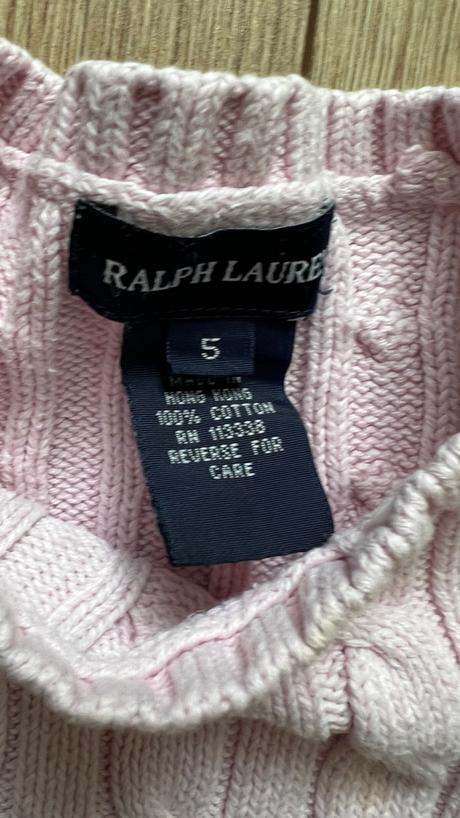 RALPH LAURE
5
MADE IN
HONG KONG
100% COTTON
RN 113338
REVERSE FOR
CARE